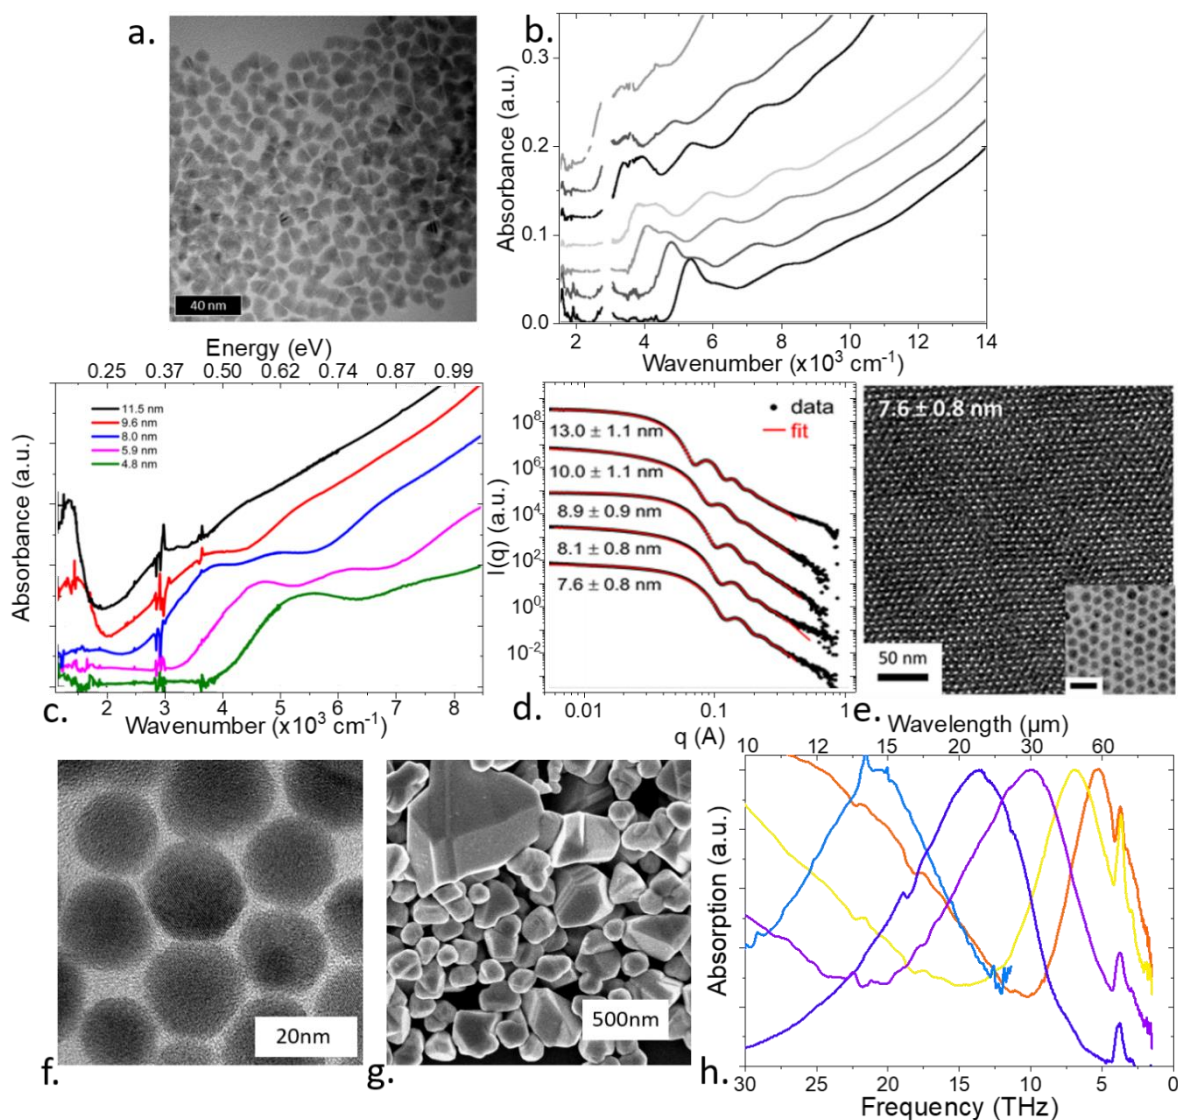 a.
40 nm
b.
Absorbance (a.u.)
0.3
0.2
0.1
0.0
2 4 6 8 10 12 14
Wavenumber (x10³ cm⁻¹)
Energy (eV)
0.25 0.37 0.50 0.62 0.74 0.87 0.99
Absorbance (a.u.)
11.5 nm
9.6 nm
8.0 nm
5.9 nm
4.8 nm
2 3 4 5 6 7 8
c.
Wavenumber (x10³ cm⁻¹)
I(q) (a.u.)
10⁸
10⁶
10⁴
10²
10⁰
10⁻²
data
fit
13.0 ± 1.1 nm
10.0 ± 1.1 nm
8.9 ± 0.9 nm
8.1 ± 0.8 nm
7.6 ± 0.8 nm
0.01 0.1 1
d.
q (A)
7.6 ± 0.8 nm
50 nm
e.
f.
20nm
g.
500nm
Wavelength (µm)
10 12 15 20 30 60
Absorption (a.u.)
h.
30 25 20 15 10 5 0
Frequency (THz)